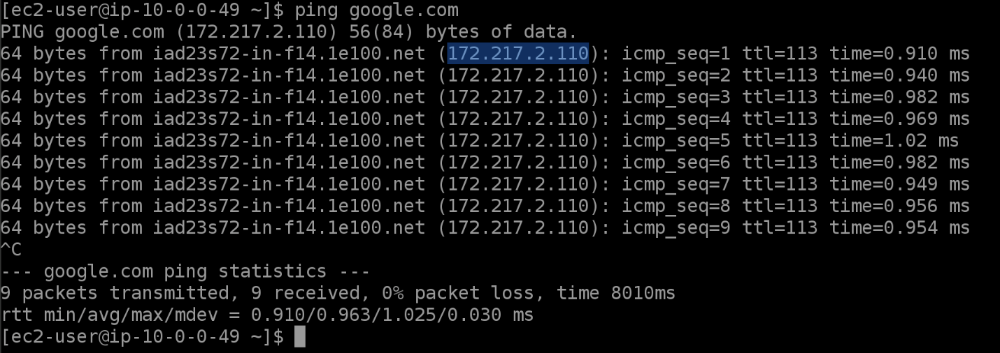 [ec2-user@ip-10-0-0-49 ~]$ ping google.com
PING google.com (172.217.2.110) 56(84) bytes of data.
64 bytes from iad23s72-in-f14.1e100.net (172.217.2.110): icmp_seq=1 ttl=113 time=0.910 ms
64 bytes from iad23s72-in-f14.1e100.net (172.217.2.110): icmp_seq=2 ttl=113 time=0.940 ms
64 bytes from iad23s72-in-f14.1e100.net (172.217.2.110): icmp_seq=3 ttl=113 time=0.982 ms
64 bytes from iad23s72-in-f14.1e100.net (172.217.2.110): icmp_seq=4 ttl=113 time=0.969 ms
64 bytes from iad23s72-in-f14.1e100.net (172.217.2.110): icmp_seq=5 ttl=113 time=1.02 ms
64 bytes from iad23s72-in-f14.1e100.net (172.217.2.110): icmp_seq=6 ttl=113 time=0.982 ms
64 bytes from iad23s72-in-f14.1e100.net (172.217.2.110): icmp_seq=7 ttl=113 time=0.949 ms
64 bytes from iad23s72-in-f14.1e100.net (172.217.2.110): icmp_seq=8 ttl=113 time=0.956 ms
64 bytes from iad23s72-in-f14.1e100.net (172.217.2.110): icmp_seq=9 ttl=113 time=0.954 ms
^C
--- google.com ping statistics ---
9 packets transmitted, 9 received, 0% packet loss, time 8010ms
rtt min/avg/max/mdev = 0.910/0.963/1.025/0.030 ms
[ec2-user@ip-10-0-0-49 ~]$